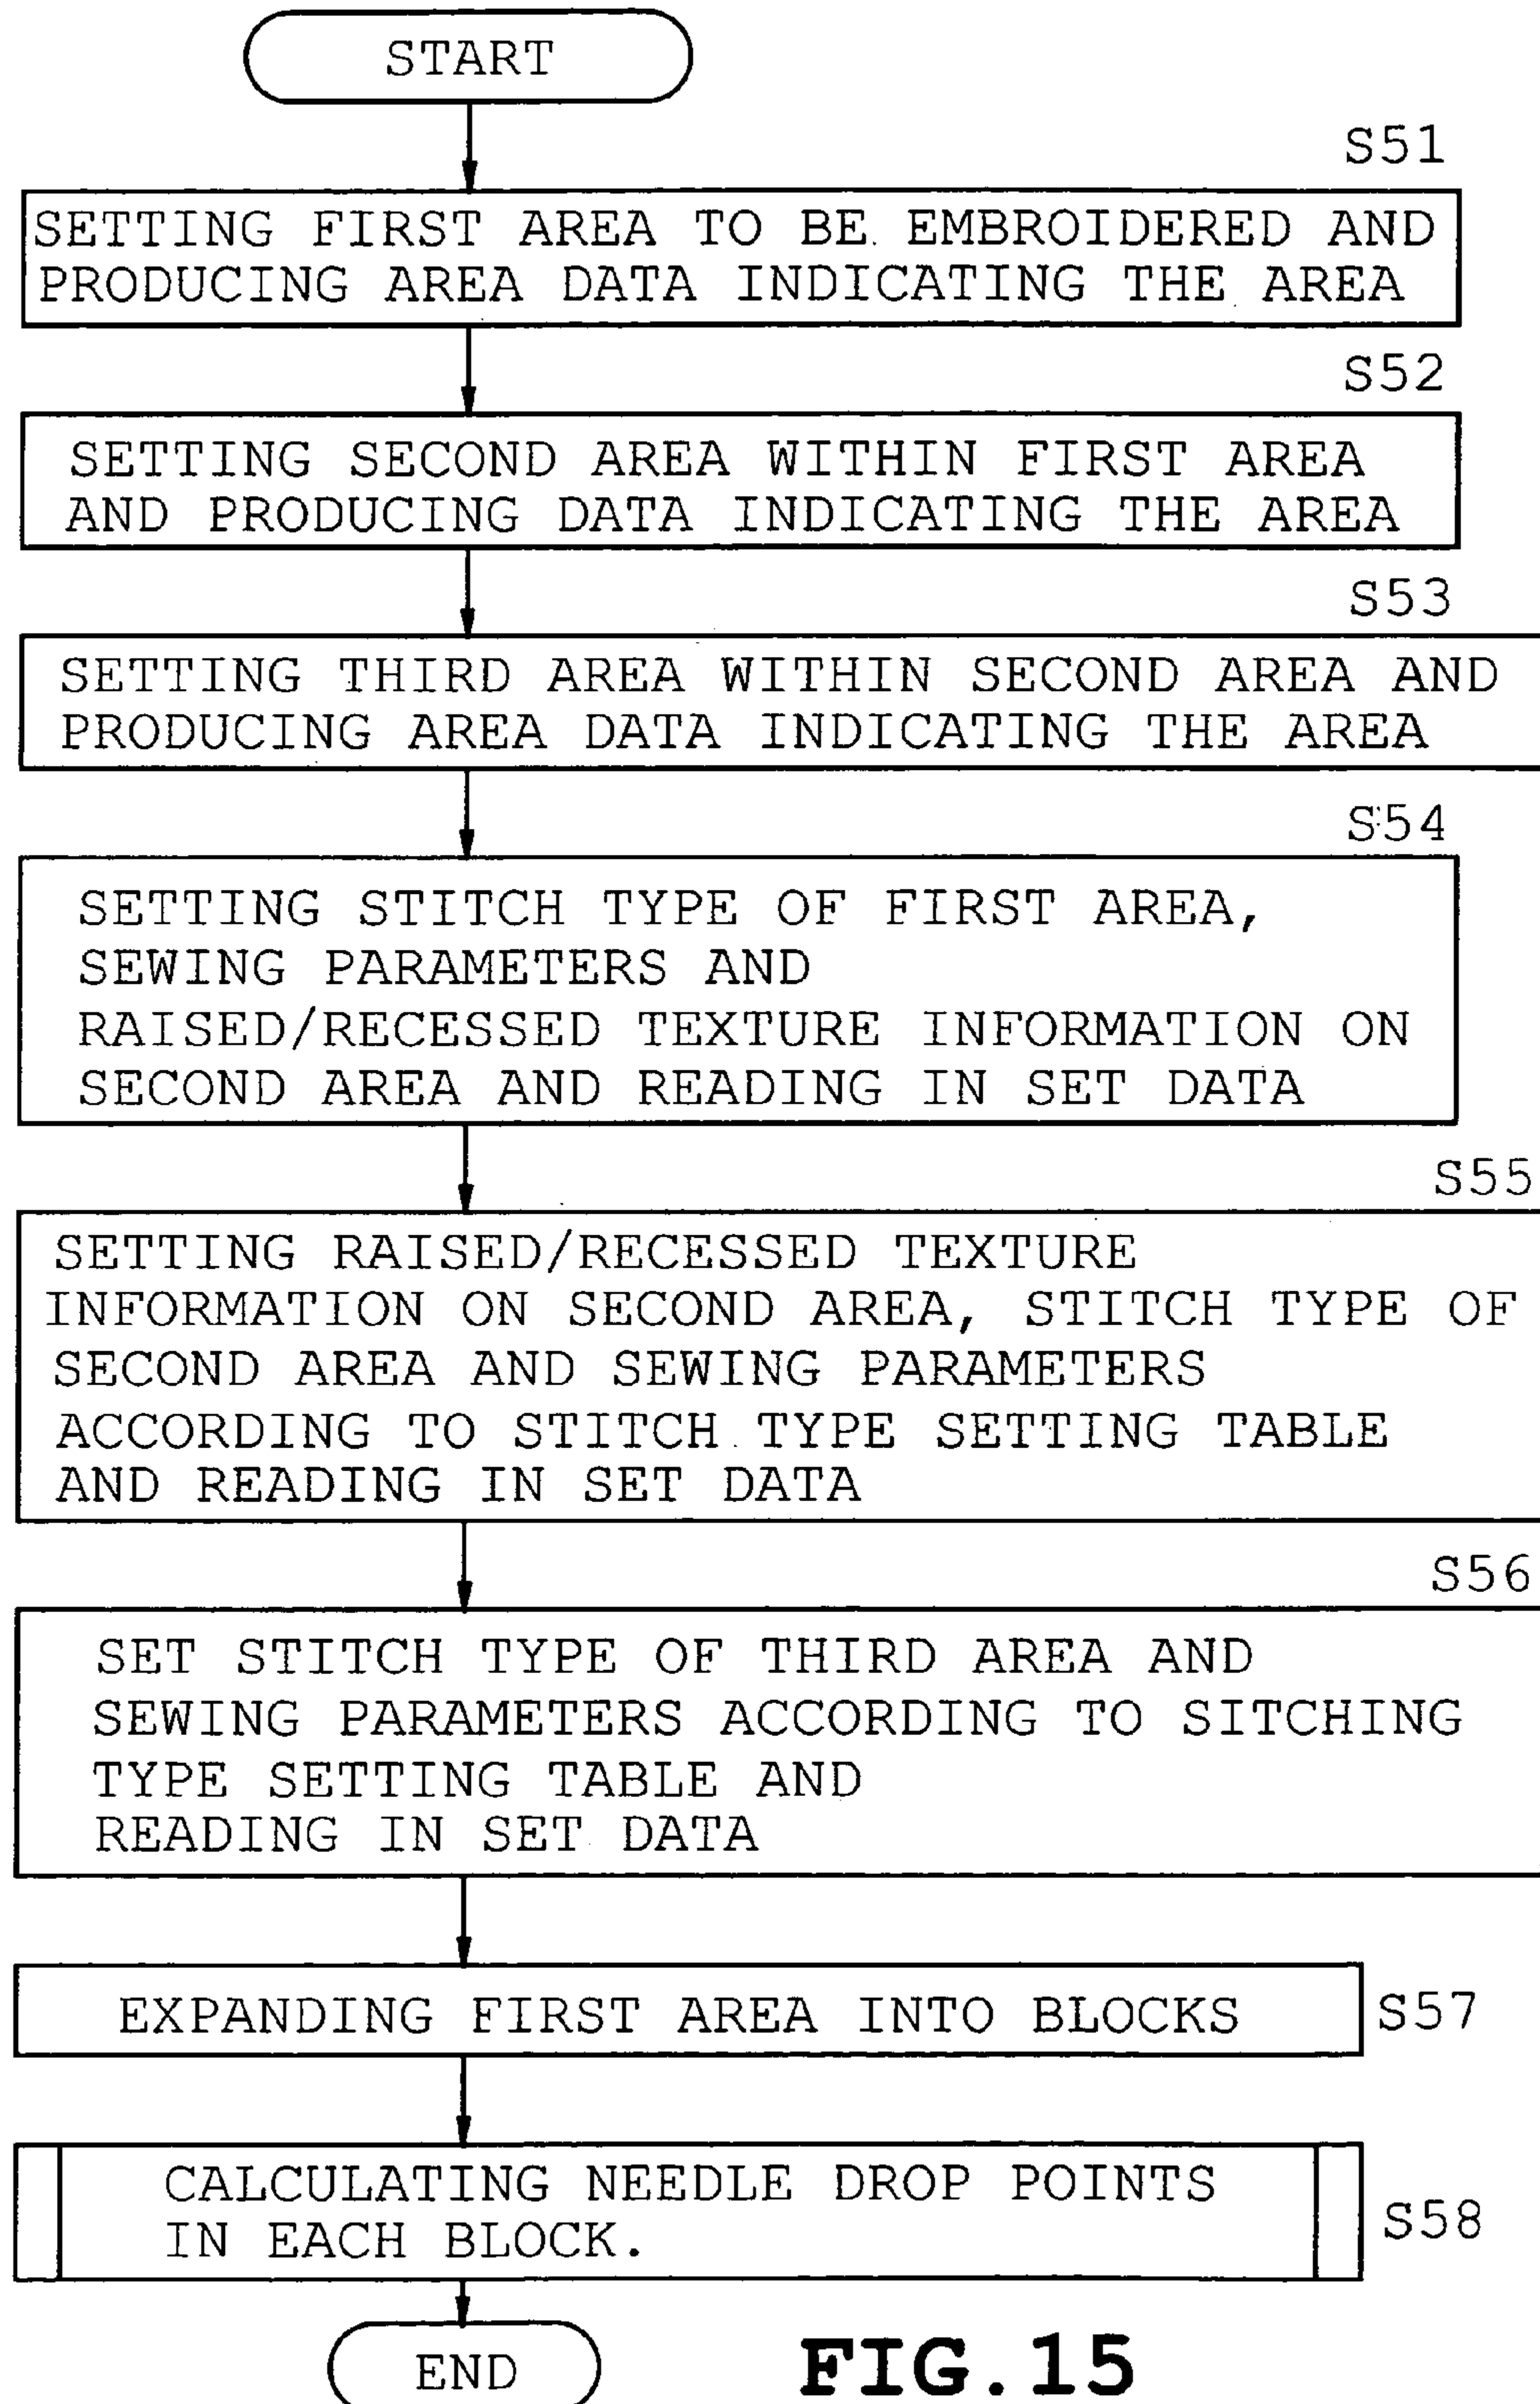 START
S51
SETTING FIRST AREA TO BE EMBROIDERED AND
PRODUCING AREA DATA INDICATING THE AREA
S52
SETTING SECOND AREA WITHIN FIRST AREA
AND PRODUCING DATA INDICATING THE AREA
S53
SETTING THIRD AREA WITHIN SECOND AREA AND
PRODUCING AREA DATA INDICATING THE AREA
S54
SETTING STITCH TYPE OF FIRST AREA,
SEWING PARAMETERS AND
RAISED/RECESSED TEXTURE INFORMATION ON
SECOND AREA AND READING IN SET DATA
S55
SETTING RAISED/RECESSED TEXTURE
INFORMATION ON SECOND AREA, STITCH TYPE OF
SECOND AREA AND SEWING PARAMETERS
ACCORDING TO STITCH TYPE SETTING TABLE
AND READING IN SET DATA
S56
SET STITCH TYPE OF THIRD AREA AND
SEWING PARAMETERS ACCORDING TO SITCHING
TYPE SETTING TABLE AND
READING IN SET DATA
EXPANDING FIRST AREA INTO BLOCKS
S57
CALCULATING NEEDLE DROP POINTS
IN EACH BLOCK.
S58
END
FIG.15